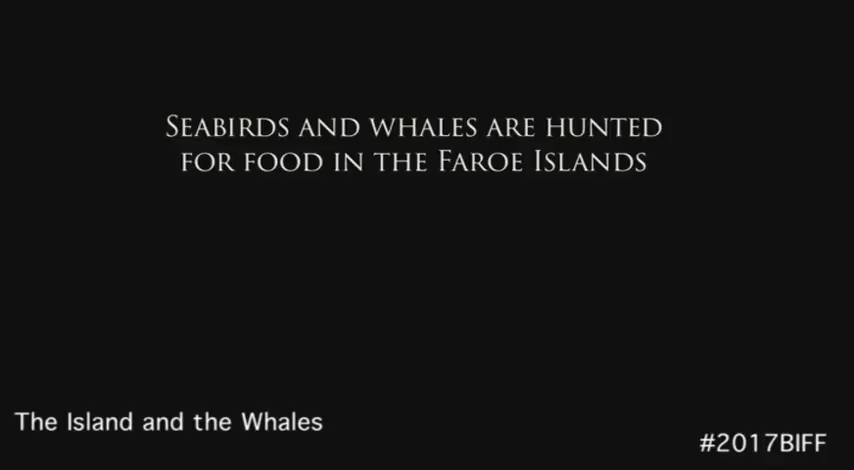 SEABIRDS AND WHALES ARE HUNTED
FOR FOOD IN THE FAROE ISLANDS
The Island and the Whales
#2017BIFF